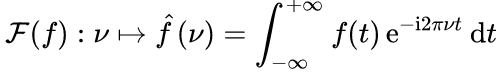 \mathcal{F}(f) : \nu \mapsto \hat{f}(\nu) = \int_{-\infty}^{+\infty} f(t) \, \mathrm{e}^{-\mathrm{i}2\pi\nu t} \, \mathrm{d}t